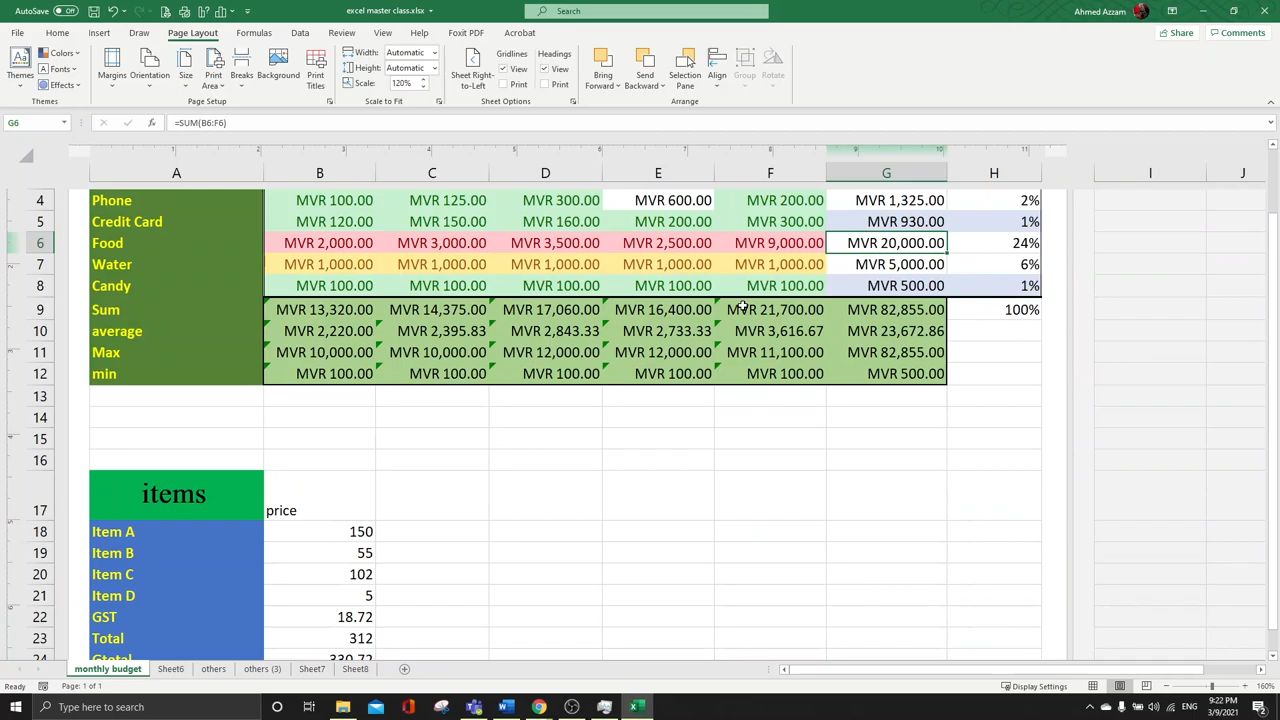 AutoSave Off excel master class.xlsx Search Ahmed Azzam
File Home Insert Draw Page Layout Formulas Data Review View Help Foxit PDF Acrobat Share Comments
Themes Colors Fonts Effects Margins Orientation Size Print Area Breaks Background Print Titles Width: Automatic Height: Automatic Scale: 120% Sheet Right-to-Left Gridlines View Print Headings View Print Bring Forward Send Backward Selection Pane Align Group Rotate
Themes Page Setup Scale to Fit Sheet Options Arrange
G6 fx =SUM(B6:F6)
1 2 3 4 5 6 7 8 9 10 11
A B C D E F G H I J
4 Phone MVR 100.00 MVR 125.00 MVR 300.00 MVR 600.00 MVR 200.00 MVR 1,325.00 2%
5 Credit Card MVR 120.00 MVR 150.00 MVR 160.00 MVR 200.00 MVR 300.00 MVR 930.00 1%
6 Food MVR 2,000.00 MVR 3,000.00 MVR 3,500.00 MVR 2,500.00 MVR 9,000.00 MVR 20,000.00 24%
7 Water MVR 1,000.00 MVR 1,000.00 MVR 1,000.00 MVR 1,000.00 MVR 1,000.00 MVR 5,000.00 6%
8 Candy MVR 100.00 MVR 100.00 MVR 100.00 MVR 100.00 MVR 100.00 MVR 500.00 1%
9 Sum MVR 13,320.00 MVR 14,375.00 MVR 17,060.00 MVR 16,400.00 MVR 21,700.00 MVR 82,855.00 100%
10 average MVR 2,220.00 MVR 2,395.83 MVR 2,843.33 MVR 2,733.33 MVR 3,616.67 MVR 23,672.86
11 Max MVR 10,000.00 MVR 10,000.00 MVR 12,000.00 MVR 12,000.00 MVR 11,100.00 MVR 82,855.00
12 min MVR 100.00 MVR 100.00 MVR 100.00 MVR 100.00 MVR 100.00 MVR 500.00
13
14
15
16
17 items price
18 Item A 150
19 Item B 55
20 Item C 102
21 Item D 5
22 GST 18.72
23 Total 312
24 Gtotal 330.72
monthly budget Sheet6 others others (3) Sheet7 Sheet8
Ready Page: 1 of 1 Display Settings 160%
Type here to search ENG 9:22 PM
3/9/2021 2